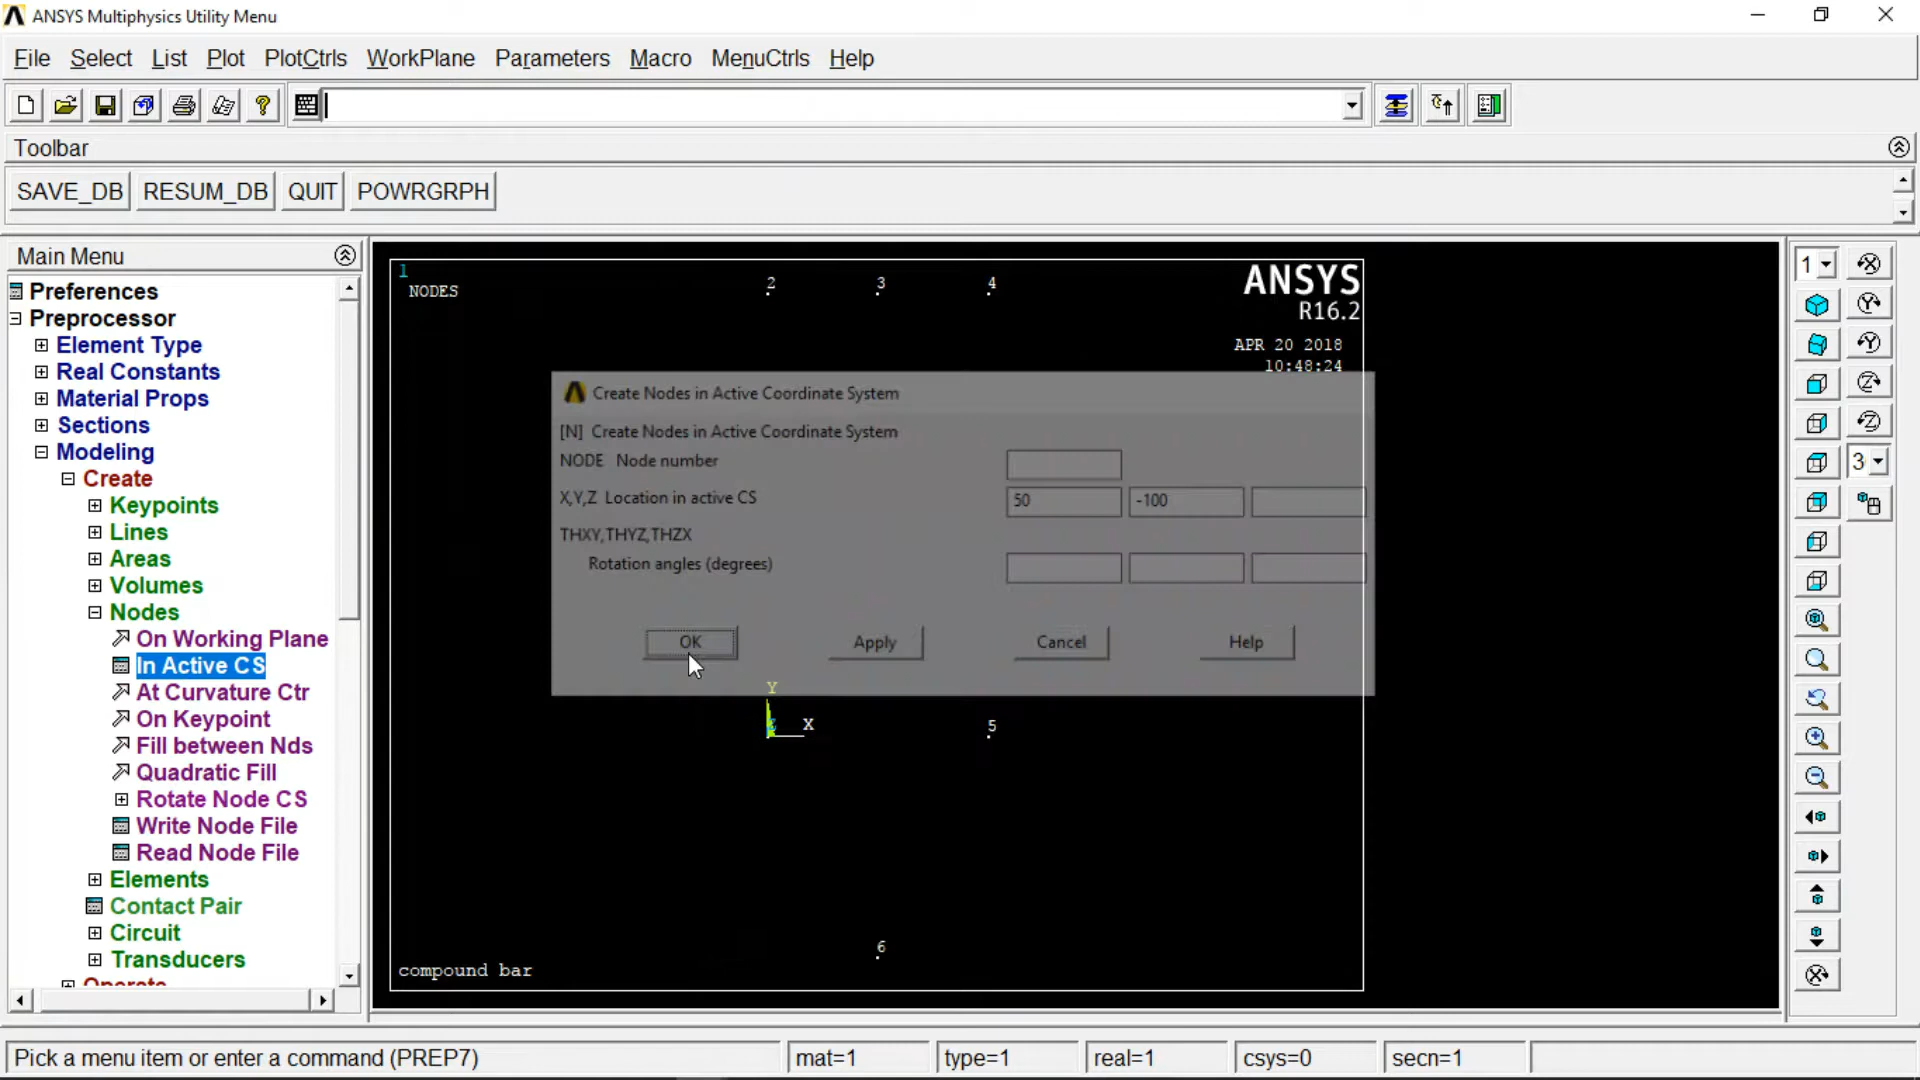 ANSYS Multiphysics Utility Menu
File Select List Plot PlotCtrls WorkPlane Parameters Macro MenuCtrls Help
Toolbar
SAVE_DB RESUM_DB QUIT POWRGRPH
Main Menu
Preferences
Preprocessor
Element Type
Real Constants
Material Props
Sections
Modeling
Create
Keypoints
Lines
Areas
Volumes
Nodes
On Working Plane
In Active CS
At Curvature Ctr
On Keypoint
Fill between Nds
Quadratic Fill
Rotate Node CS
Write Node File
Read Node File
Elements
Contact Pair
Circuit
Transducers
Operate
1
NODES
2 3 4
ANSYS
R16.2
APR 20 2018
10:48:24
Create Nodes in Active Coordinate System
[N] Create Nodes in Active Coordinate System
NODE Node number
X,Y,Z Location in active CS 50 -100
THXY,THYZ,THZX
Rotation angles (degrees)
OK Apply Cancel Help
Y
X
5
6
compound bar
1
3
Pick a menu item or enter a command (PREP7) mat=1 type=1 real=1 csys=0 secn=1